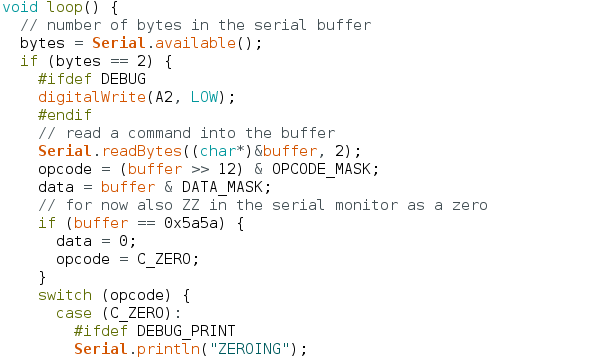 void loop() {
  // number of bytes in the serial buffer
  bytes = Serial.available();
  if (bytes == 2) {
    #ifdef DEBUG
    digitalWrite(A2, LOW);
    #endif
    // read a command into the buffer
    Serial.readBytes((char*)&buffer, 2);
    opcode = (buffer >> 12) & OPCODE_MASK;
    data = buffer & DATA_MASK;
    // for now also ZZ in the serial monitor as a zero
    if (buffer == 0x5a5a) {
      data = 0;
      opcode = C_ZERO;
    }
    switch (opcode) {
      case (C_ZERO):
        #ifdef DEBUG_PRINT
        Serial.println("ZEROING");